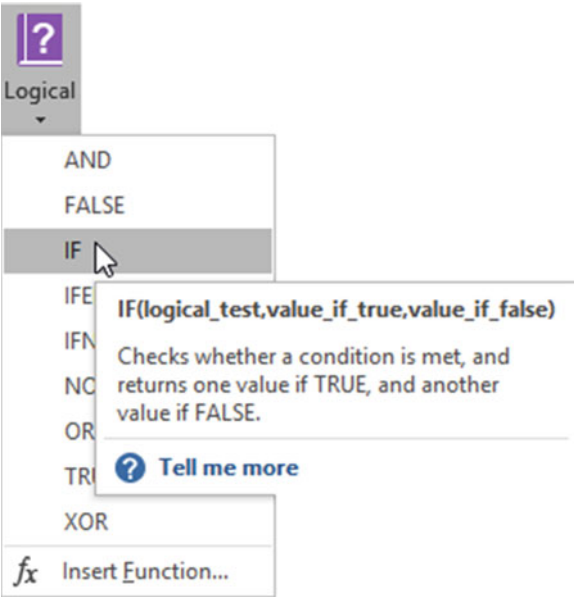 ?
Logical
AND
FALSE
IF
IFE
IF(logical_test,value_if_true,value_if_false)
IFN
Checks whether a condition is met, and
NO
returns one value if TRUE, and another
value if FALSE.
OR
? Tell me more
TRU
XOR
fx Insert Function...